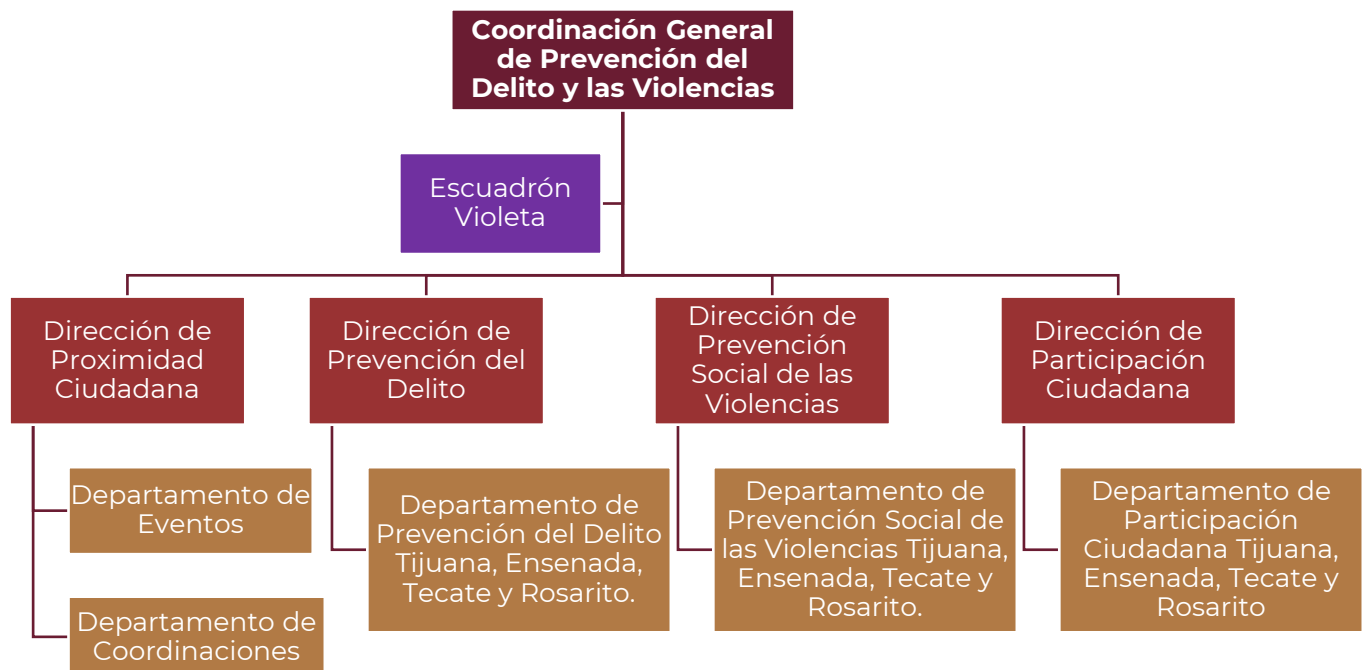 Coordinación General
de Prevención del
Delito y las Violencias
Escuadrón
Violeta
Dirección de
Proximidad
Ciudadana
Dirección de
Prevención del
Delito
Dirección de
Prevención
Social de las
Violencias
Dirección de
Participación
Ciudadana
Departamento de
Eventos
Departamento de
Coordinaciones
Departamento de
Prevención del Delito
Tijuana, Ensenada,
Tecate y Rosarito.
Departamento de
Prevención Social de
las Violencias Tijuana,
Ensenada, Tecate y
Rosarito.
Departamento de
Participación
Ciudadana Tijuana,
Ensenada, Tecate y
Rosarito